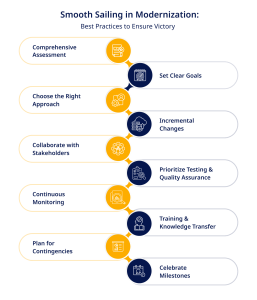 Smooth Sailing in Modernization:
Best Practices to Ensure Victory
Comprehensive
Assessment
Set Clear Goals
Choose the Right
Approach
Incremental
Changes
Collaborate with
Stakeholders
Prioritize Testing &
Quality Assurance
Continuous
Monitoring
Training &
Knowledge Transfer
Plan for
Contingencies
Celebrate
Milestones